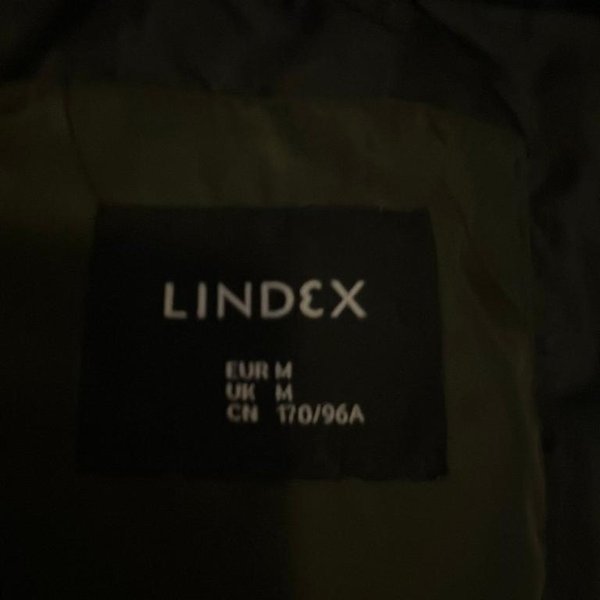 LINDEX
EUR M
UK M
CN 170/96A